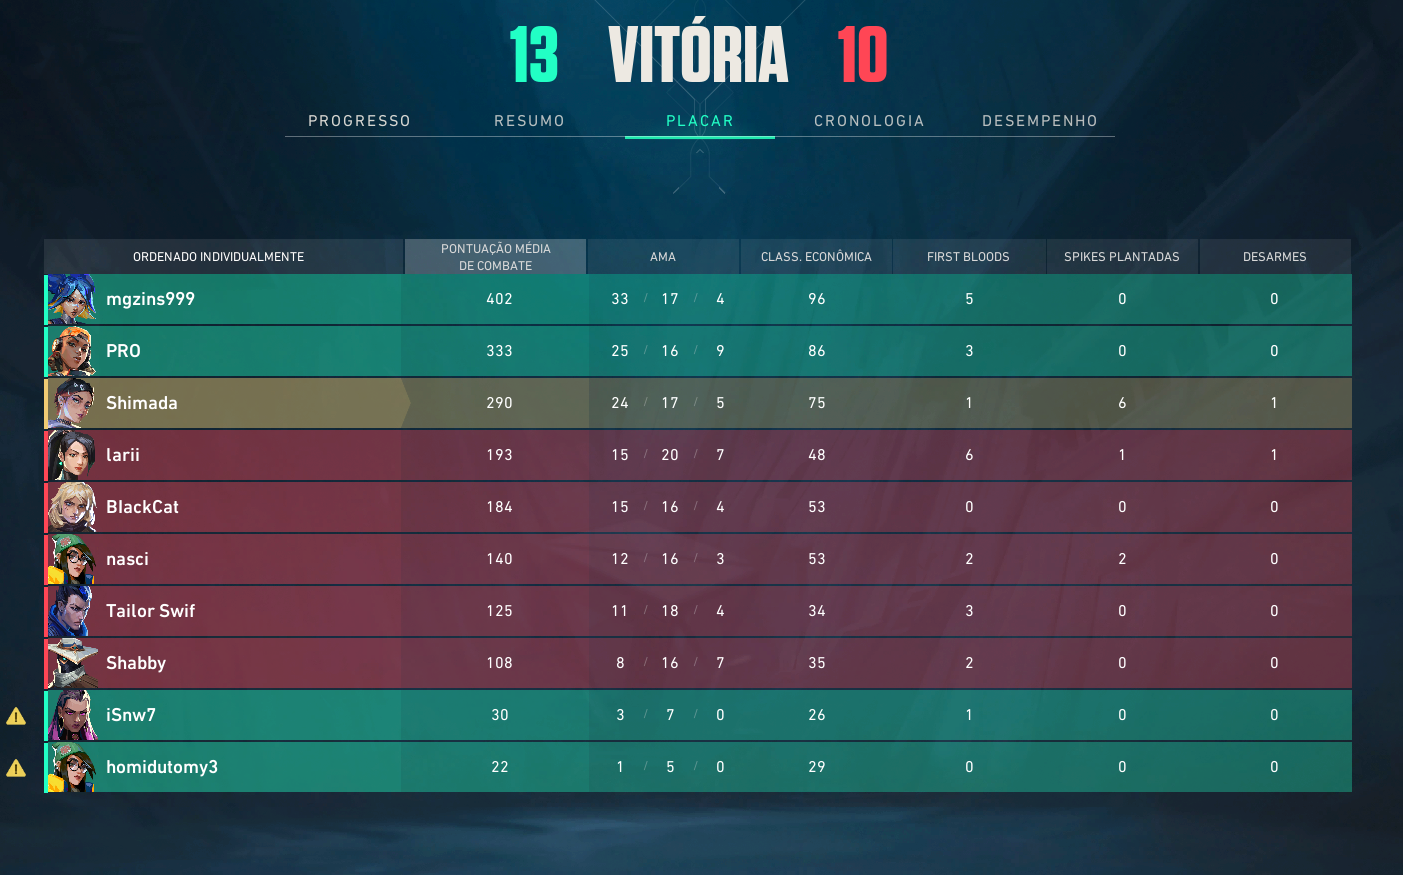 13 VITÓRIA 10
PROGRESSO RESUMO PLACAR CRONOLOGIA DESEMPENHO
ORDENADO INDIVIDUALMENTE PONTUAÇÃO MÉDIA DE COMBATE AMA CLASS. ECONÔMICA FIRST BLOODS SPIKES PLANTADAS DESARMES
mgzins999 402 33 / 17 / 4 96 5 0 0
PRO 333 25 / 16 / 9 86 3 0 0
Shimada 290 24 / 17 / 5 75 1 6 1
larii 193 15 / 20 / 7 48 6 1 1
BlackCat 184 15 / 16 / 4 53 0 0 0
nasci 140 12 / 16 / 3 53 2 2 0
Tailor Swif 125 11 / 18 / 4 34 3 0 0
Shabby 108 8 / 16 / 7 35 2 0 0
iSnw7 30 3 / 7 / 0 26 1 0 0
homidutomy3 22 1 / 5 / 0 29 0 0 0